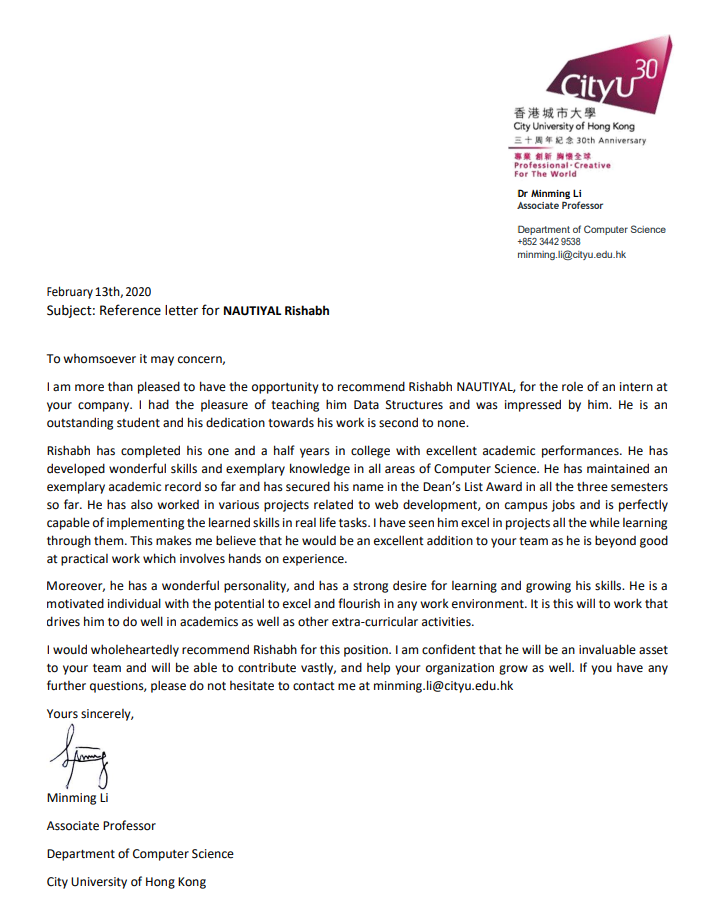 CityU 30
香港城市大學
City University of Hong Kong
三十周年紀念 30th Anniversary
專業 創新 胸懷全球
Professional·Creative
For The World
Dr Minming Li
Associate Professor
Department of Computer Science
+852 3442 9538
minming.li@cityu.edu.hk
February 13th, 2020
Subject: Reference letter for NAUTIYAL Rishabh
To whomsoever it may concern,
I am more than pleased to have the opportunity to recommend Rishabh NAUTIYAL, for the role of an intern at
your company. I had the pleasure of teaching him Data Structures and was impressed by him. He is an
outstanding student and his dedication towards his work is second to none.
Rishabh has completed his one and a half years in college with excellent academic performances. He has
developed wonderful skills and exemplary knowledge in all areas of Computer Science. He has maintained an
exemplary academic record so far and has secured his name in the Dean’s List Award in all the three semesters
so far. He has also worked in various projects related to web development, on campus jobs and is perfectly
capable of implementing the learned skills in real life tasks. I have seen him excel in projects all the while learning
through them. This makes me believe that he would be an excellent addition to your team as he is beyond good
at practical work which involves hands on experience.
Moreover, he has a wonderful personality, and has a strong desire for learning and growing his skills. He is a
motivated individual with the potential to excel and flourish in any work environment. It is this will to work that
drives him to do well in academics as well as other extra-curricular activities.
I would wholeheartedly recommend Rishabh for this position. I am confident that he will be an invaluable asset
to your team and will be able to contribute vastly, and help your organization grow as well. If you have any
further questions, please do not hesitate to contact me at minming.li@cityu.edu.hk
Yours sincerely,
Minming Li
Associate Professor
Department of Computer Science
City University of Hong Kong